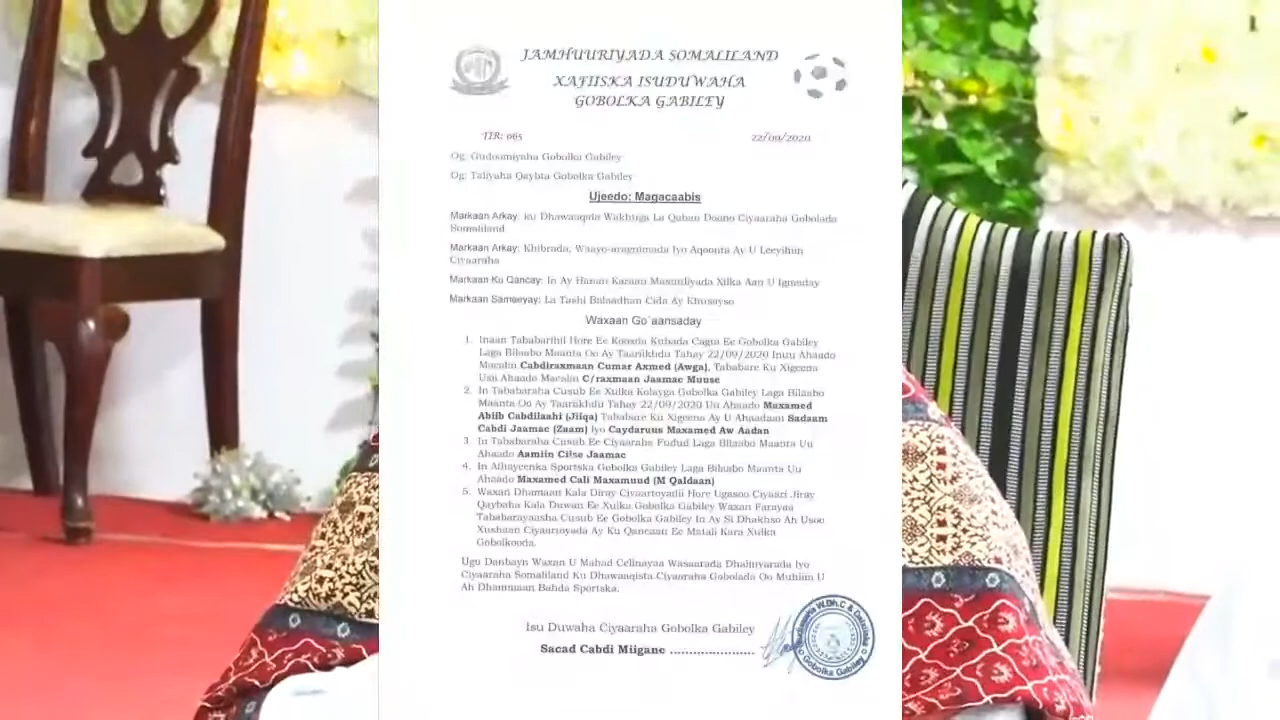 JAMHUURIYADA SOMALILAND
XAFIISKA ISUDUWAHA
GOBOLKA GABILEY
TIR: 065
22/09/2020
Og: Gudoomiyaha Gobolka Gabiley
Og: Taliyaha Qaybta Gobolka Gabiley
Ujeedo: Magacaabis
Markaan Arkay: ku Dhawaaqida Wakhtiga La Qaban Doono Ciyaaraha Gobolada
Somaliland
Markaan Arkay: Khibrada, Waayo-aragnimada Iyo Aqoonta Ay U Leeyihiin
Ciyaaraha
Markaan Ku Qancay: In Ay Hanan Karaan Masuuliyada Xilka Aan U Igmaday
Markaan Sameeyay: La Tashi Balaadhan Cida Ay Khusayso
Waxaan Go`aansaday
1. Inaan Tababarihii Hore Ee Kooxda Kubada Cagta Ee Gobolka Gabiley
Laga Bilaabo Maanta Oo Ay Taariikhdu Tahay 22/09/2020 Inuu Ahaado
Macalin Cabdiraxmaan Cumar Axmed (Awga), Tababare Ku Xigeena
Uu Ahaado Macalin C/raxmaan Jaamac Muuse
2. In Tababaraha Cusub Ee Xulka Kolayga Gobolka Gabiley Laga Bilaabo
Maanta Oo Ay Taariikhdu Tahay 22/09/2020 Uu Ahaado Maxamed
Abiib Cabdilaahi (Jiiqa) Tababare Ku Xigeena Ay U Ahaadaan Sadaam
Cabdi Jaamac (Zaam) Iyo Caydaruus Maxamed Aw Aadan
3. In Tababaraha Cusub Ee Ciyaaraha Fudud Laga Bilaabo Maanta Uu
Ahaado Aamiin Ciise Jaamac
4. In Afhayeenka Sportska Gobolka Gabiley Laga Bilaabo Maanta Uu
Ahaado Maxamed Cali Maxamuud (M Qaldaan)
5. Waxan Dhamaan Kala Diray Ciyaartoydii Hore Ugasoo Ciyaari Jiray
Qaybaha Kala Duwan Ee Xulka Gobolka Gabiley Waxan Farayaa
Tababarayaasha Cusub Ee Gobolka Gabiley In Ay Si Dhakhso Ah Usoo
Xushaan Ciyaartoyada Ay Ku Qancaan Ee Matali Kara Xulka
Gobolkooda.
Ugu Danbayn Waxan U Mahad Celinayaa Wasaarada Dhalinyarada Iyo
Ciyaaraha Somaliland Ku Dhawaaqista Ciyaaraha Gobolada Oo Muhiim U
Ah Dhammaan Bahda Sportska.
Isu Duwaha Ciyaaraha Gobolka Gabiley
Sacad Cabdi Miigane .....................
Gobolka Gabiley